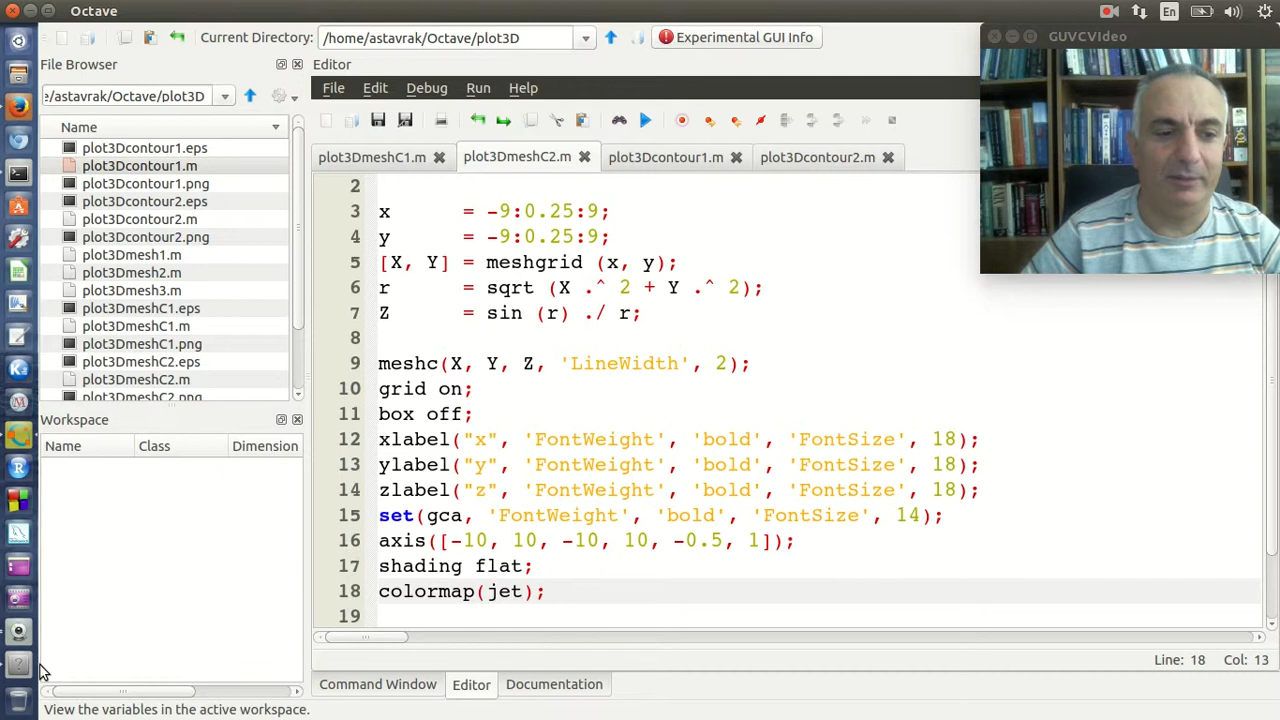 Octave
En
Current Directory: /home/astavrak/Octave/plot3D Experimental GUI Info
GUVCVIdeo
File Browser
Editor
e/astavrak/Octave/plot3D
File Edit Debug Run Help
Name
plot3Dcontour1.eps
plot3Dcontour1.m
plot3Dcontour1.png
plot3Dcontour2.eps
plot3Dcontour2.m
plot3Dcontour2.png
plot3Dmesh1.m
plot3Dmesh2.m
plot3Dmesh3.m
plot3DmeshC1.eps
plot3DmeshC1.m
plot3DmeshC1.png
plot3DmeshC2.eps
plot3DmeshC2.m
plot3DmeshC2.png
Workspace
Name Class Dimension
plot3DmeshC1.m plot3DmeshC2.m plot3Dcontour1.m plot3Dcontour2.m
2
3 x = -9:0.25:9;
4 y = -9:0.25:9;
5 [X, Y] = meshgrid (x, y);
6 r = sqrt (X .^ 2 + Y .^ 2);
7 Z = sin (r) ./ r;
8
9 meshc(X, Y, Z, 'LineWidth', 2);
10 grid on;
11 box off;
12 xlabel("x", 'FontWeight', 'bold', 'FontSize', 18);
13 ylabel("y", 'FontWeight', 'bold', 'FontSize', 18);
14 zlabel("z", 'FontWeight', 'bold', 'FontSize', 18);
15 set(gca, 'FontWeight', 'bold', 'FontSize', 14);
16 axis([-10, 10, -10, 10, -0.5, 1]);
17 shading flat;
18 colormap(jet);
19
Line: 18 Col: 13
Command Window Editor Documentation
View the variables in the active workspace.